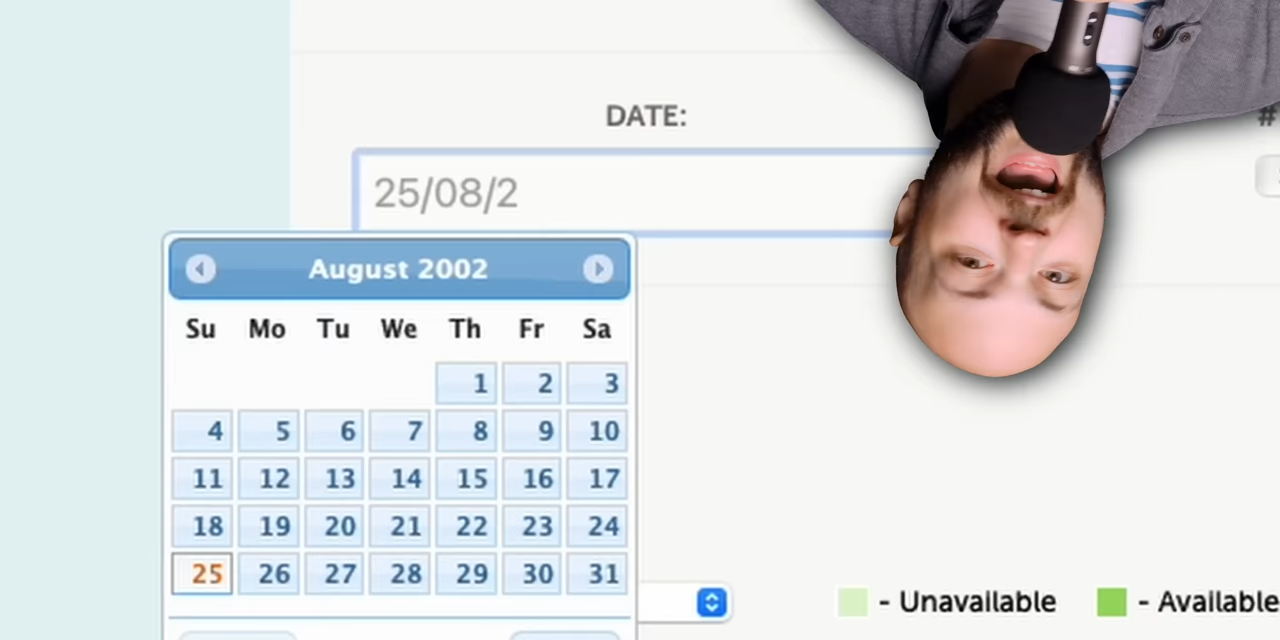 DATE:
#
25/08/2
August 2002
Su Mo Tu We Th Fr Sa
1 2 3
4 5 6 7 8 9 10
11 12 13 14 15 16 17
18 19 20 21 22 23 24
25 26 27 28 29 30 31
- Unavailable - Available